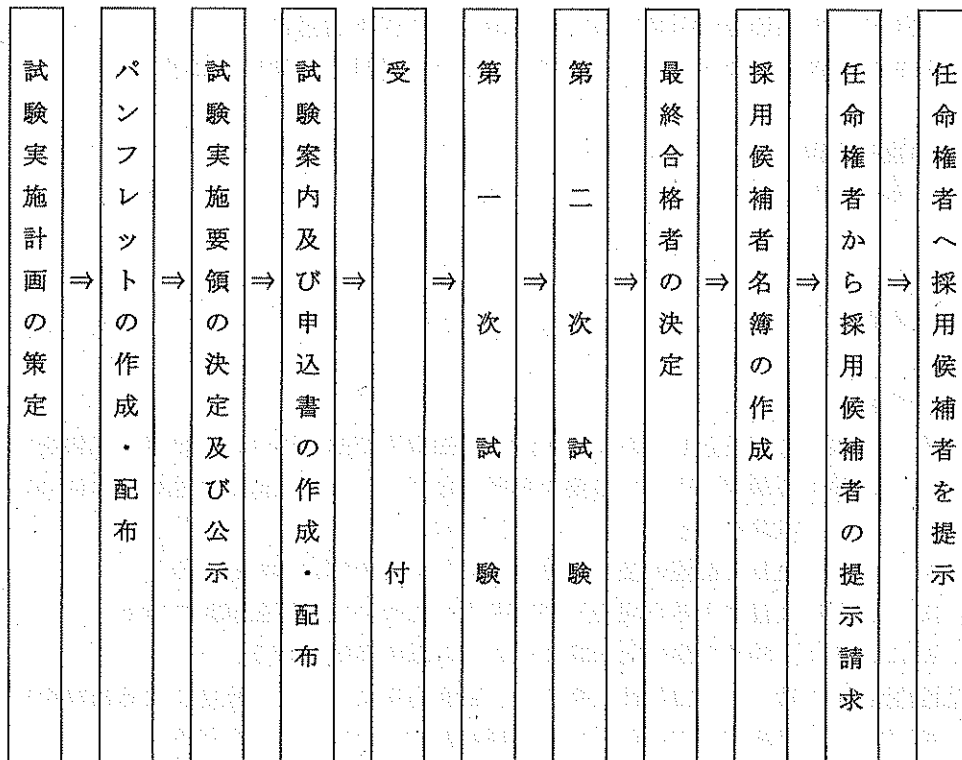 試験実施計画の策定
⇒
パンフレットの作成・配布
⇒
試験実施要領の決定及び公示
⇒
試験案内及び申込書の作成・配布
⇒
受付
⇒
第一次試験
⇒
第二次試験
⇒
最終合格者の決定
⇒
採用候補者名簿の作成
⇒
任命権者から採用候補者の提示請求
⇒
任命権者へ採用候補者を提示